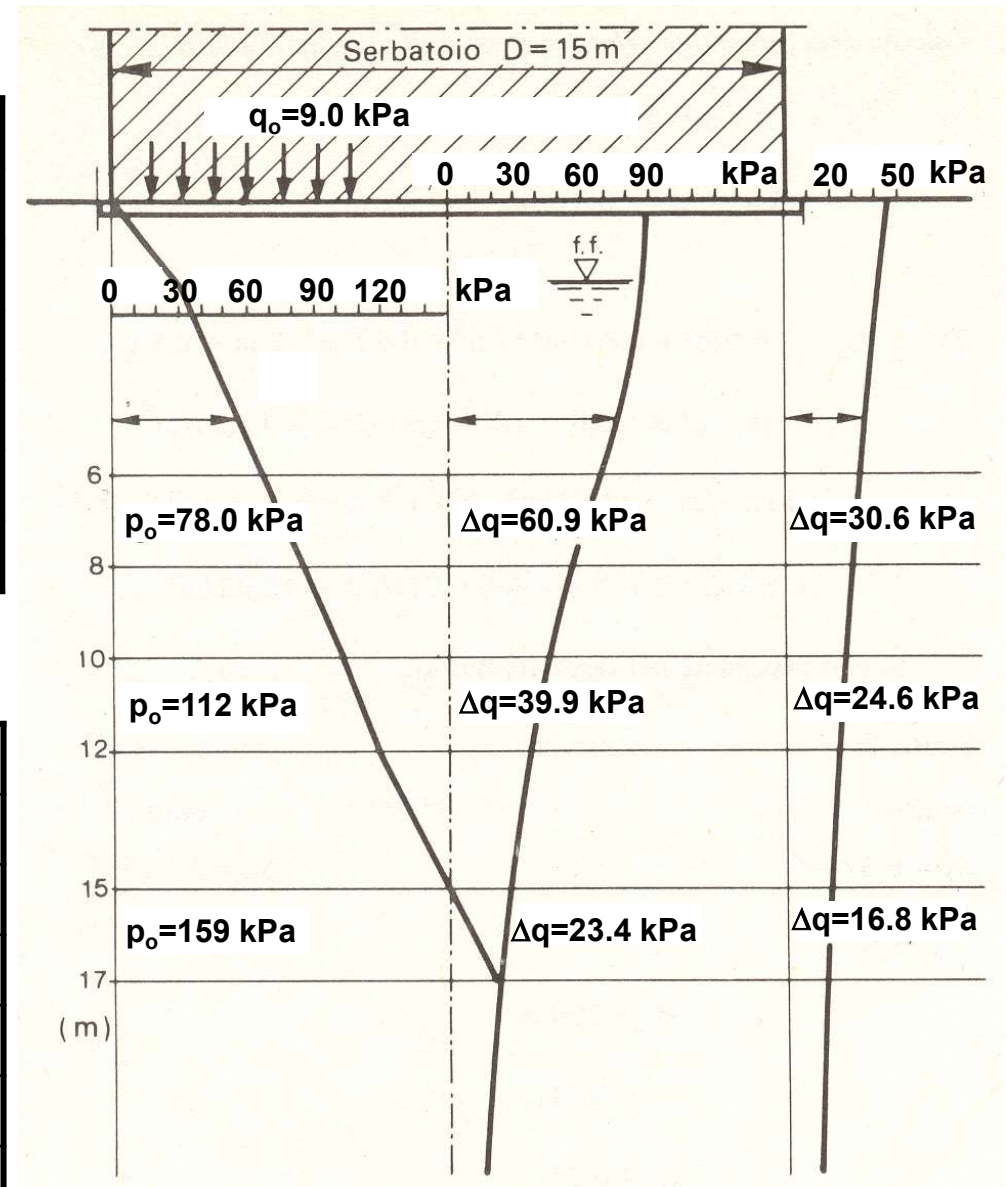 Serbatoio D = 15 m
qo=9.0 kPa
0 30 60 90 kPa 20 50 kPa
f.f.
0 30 60 90 120 kPa
6
po=78.0 kPa Δq=60.9 kPa Δq=30.6 kPa
8
10
po=112 kPa Δq=39.9 kPa Δq=24.6 kPa
12
15
po=159 kPa Δq=23.4 kPa Δq=16.8 kPa
17
(m)